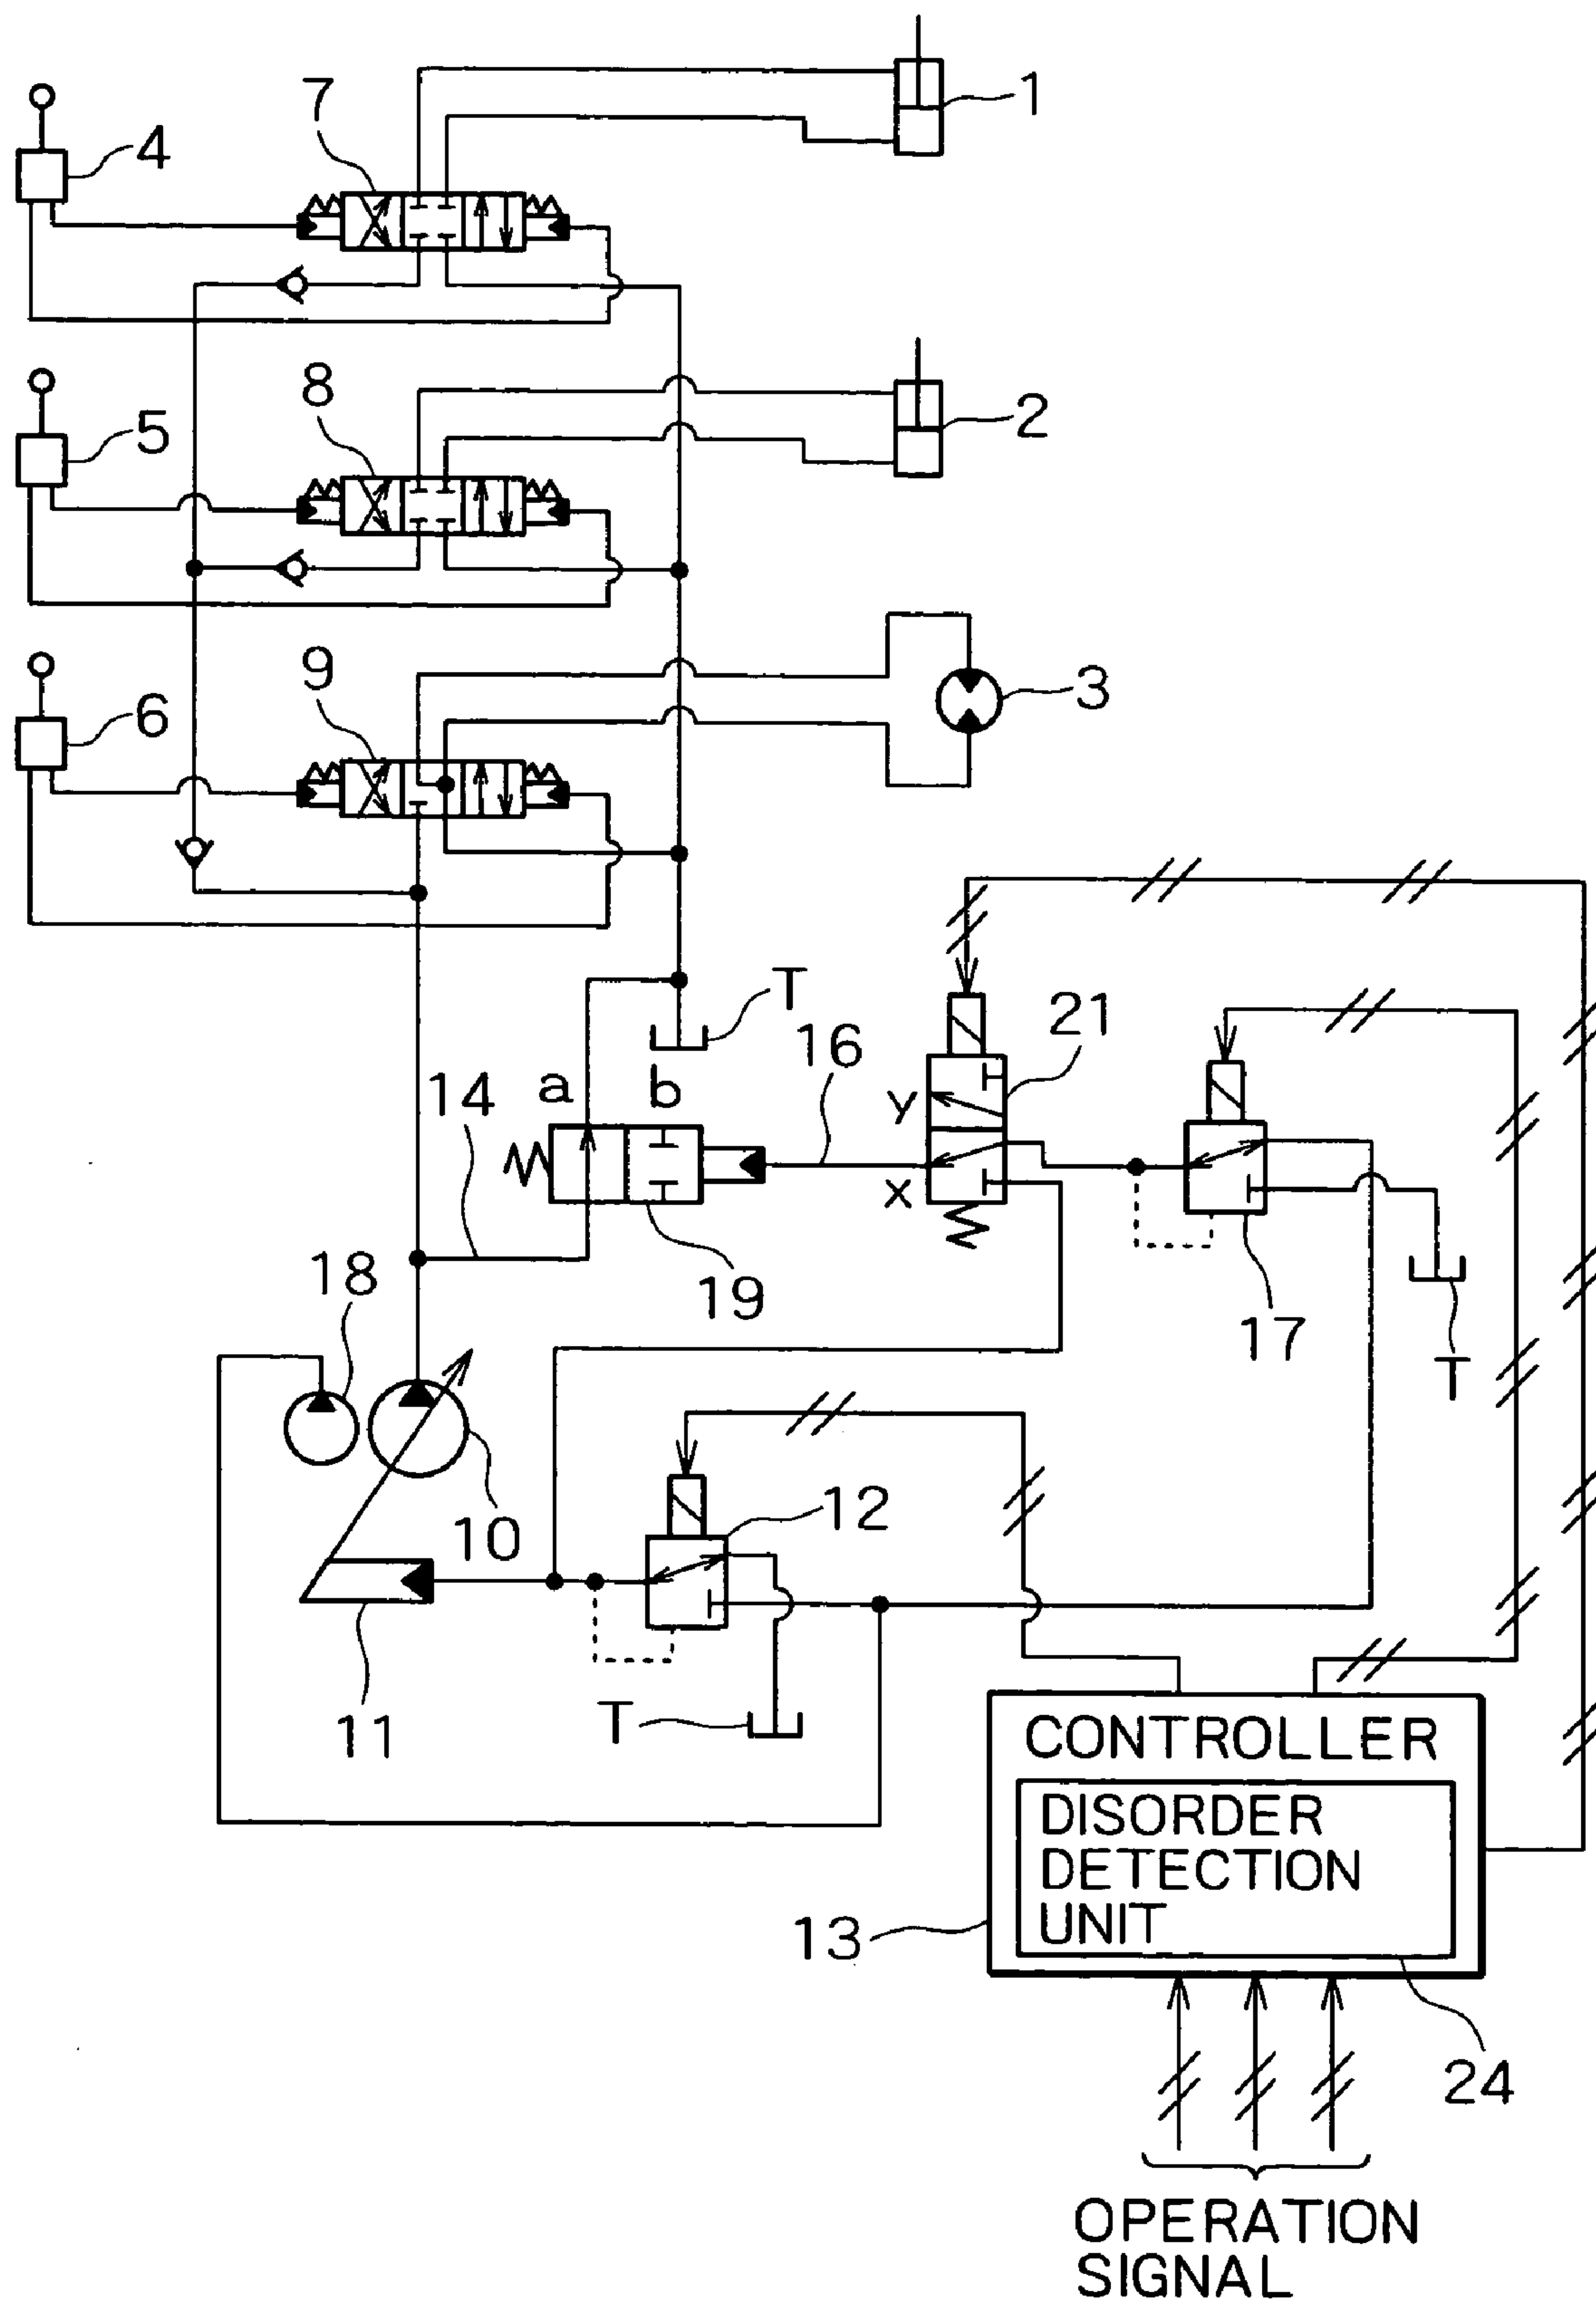 1
7
4
8
2
5
9
3
6
T
21
16
a
b
14
y
x
18
19
17
T
12
10
11
T
CONTROLLER
DISORDER
DETECTION
UNIT
13
24
OPERATION
SIGNAL